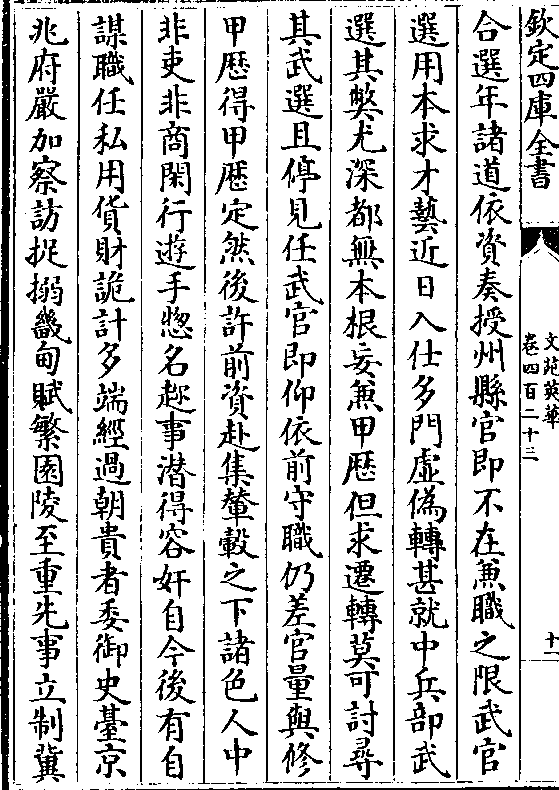 欽定四庫全書
文苑英華
卷四百二十三
十一
合選年諸道依資奏授州縣官即不在兼職之限武官
選用本求才藝近日入仕多門虛偽轉甚就中兵部武
選其弊尤深都無本根妄兼甲歴但求遷轉莫可討尋
其武選且停見任武官即仰依前守職仍差官量與修
甲歴得甲歴定然後許前資赴集輦轂之下諸色人中
非吏非商閑行遊手惣名趍事潛得容奸自今後有自
謀職任私用貨財詭計多端經過朝貴者委御史臺京
兆府嚴加察訪捉搦畿甸賦繁園陵至重先事立制冀